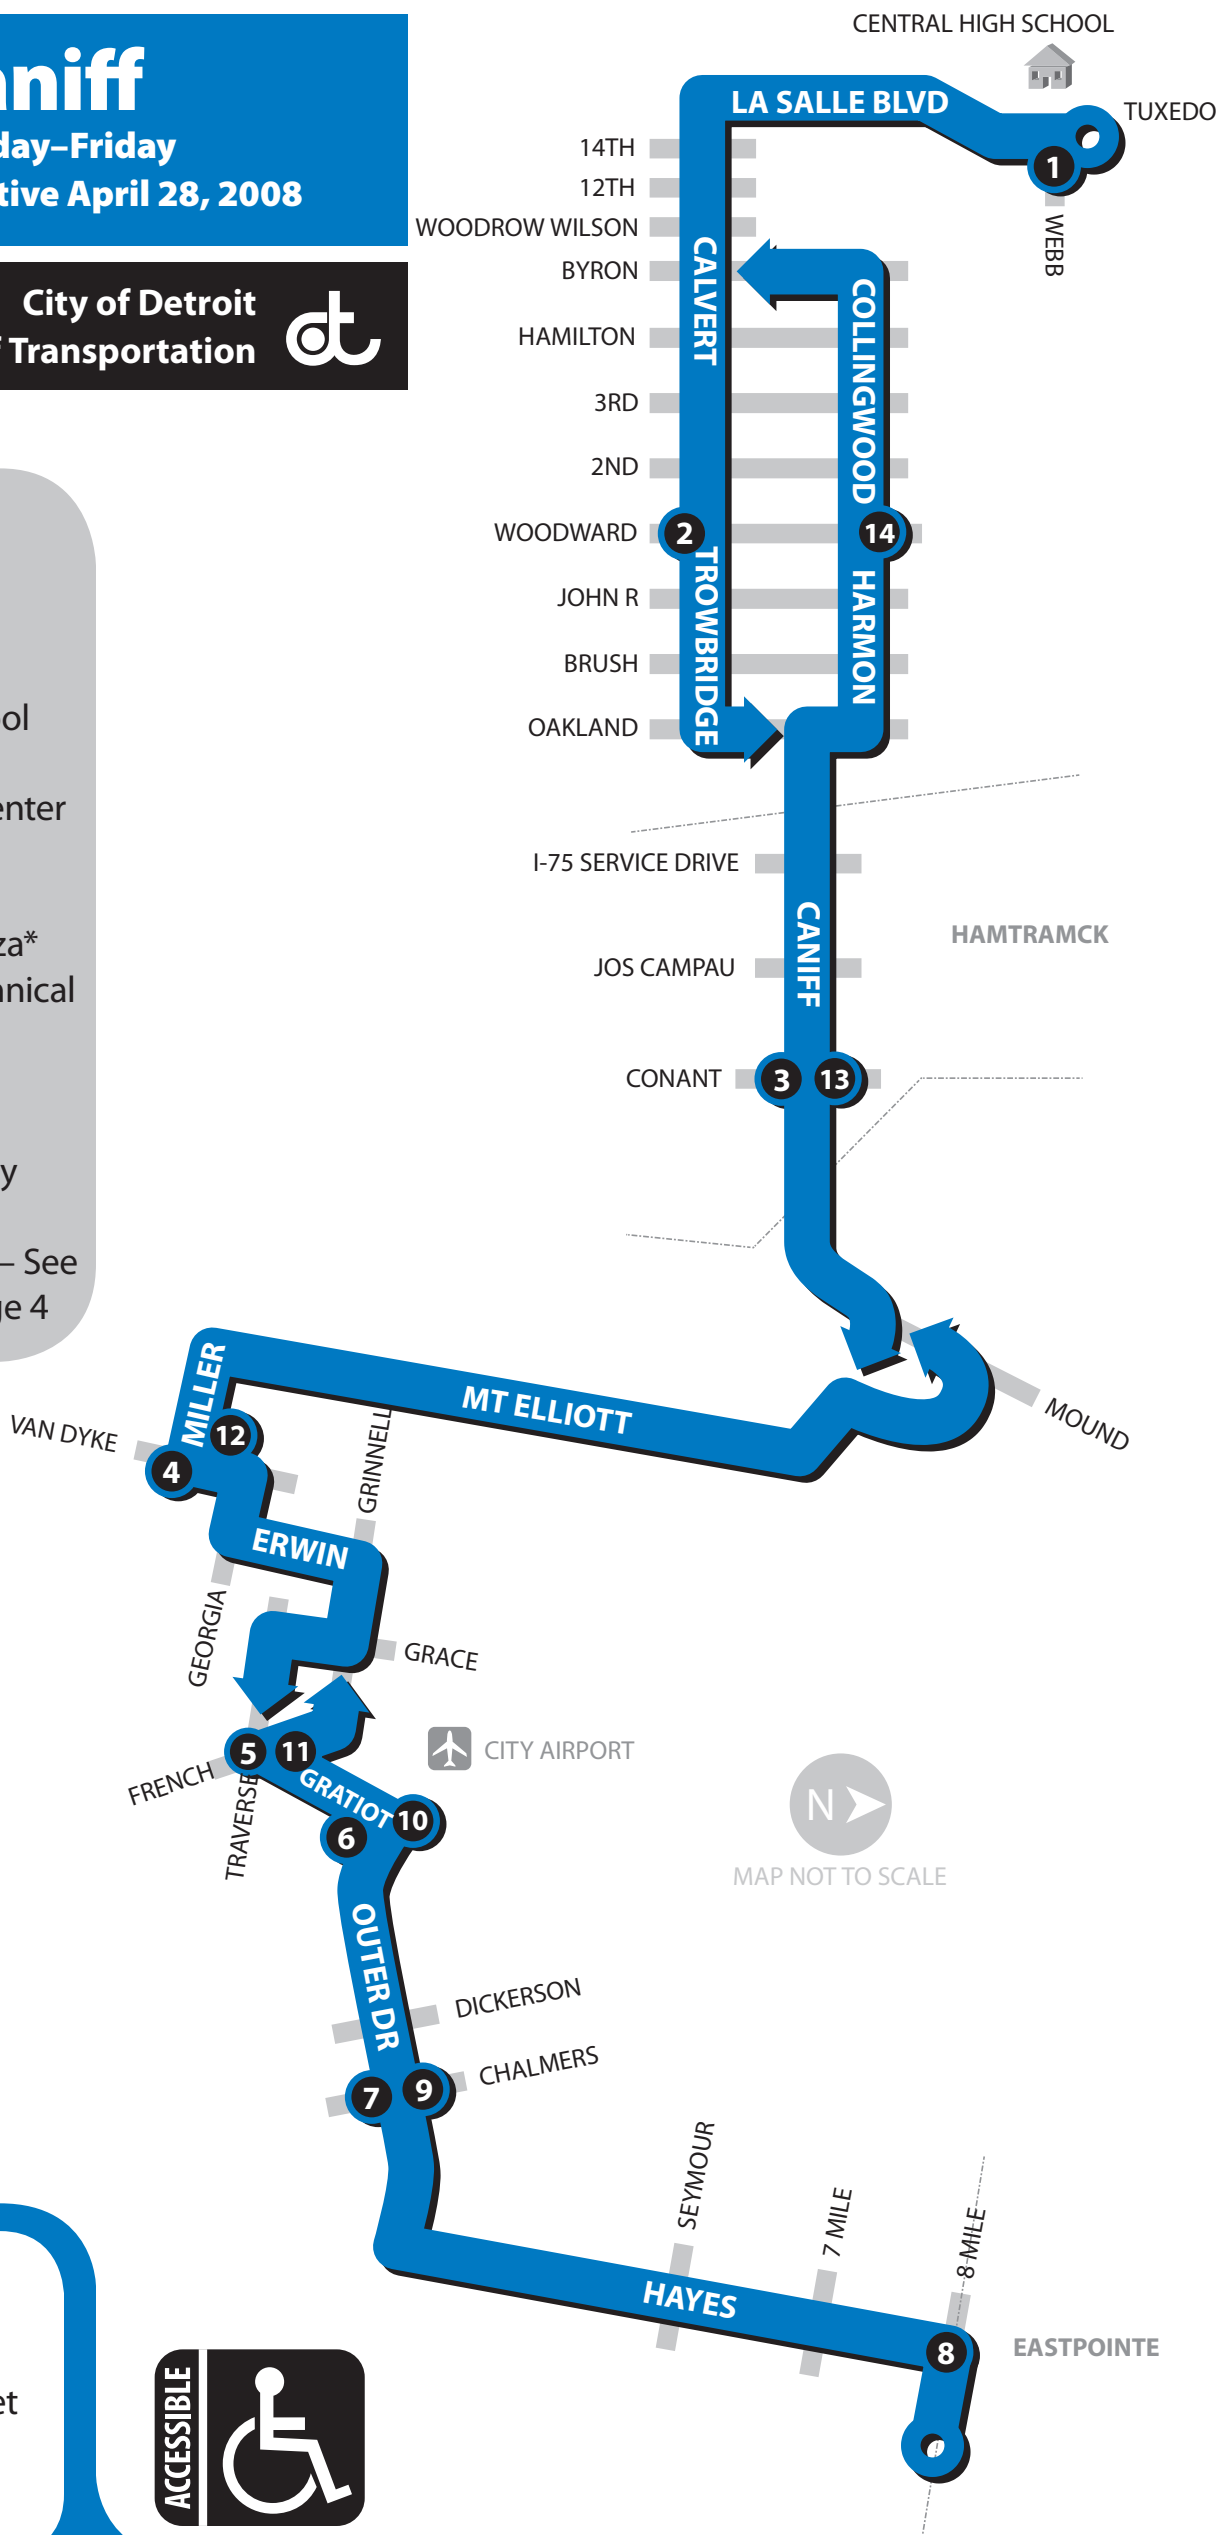 aniff
day–Friday
tive April 28, 2008
City of Detroit
f Transportation
ool
enter
za*
hnical
y
– See
ge 4
et
CENTRAL HIGH SCHOOL
LA SALLE BLVD
TUXEDO
1
WEBB
14TH
12TH
WOODROW WILSON
BYRON
HAMILTON
3RD
2ND
WOODWARD
JOHN R
BRUSH
OAKLAND
CALVERT
COLLINGWOOD
2
14
TROWBRIDGE
HARMON
I-75 SERVICE DRIVE
CANIFF
HAMTRAMCK
JOS CAMPAU
CONANT
3
13
MILLER
MT ELLIOTT
MOUND
VAN DYKE
12
4
GRINNELL
ERWIN
GEORGIA
GRACE
5
11
FRENCH
TRAVERSE
GRATIOT
CITY AIRPORT
10
6
N
MAP NOT TO SCALE
OUTER DR
DICKERSON
CHALMERS
7
9
SEYMOUR
7 MILE
8 MILE
HAYES
8
EASTPOINTE
ACCESSIBLE